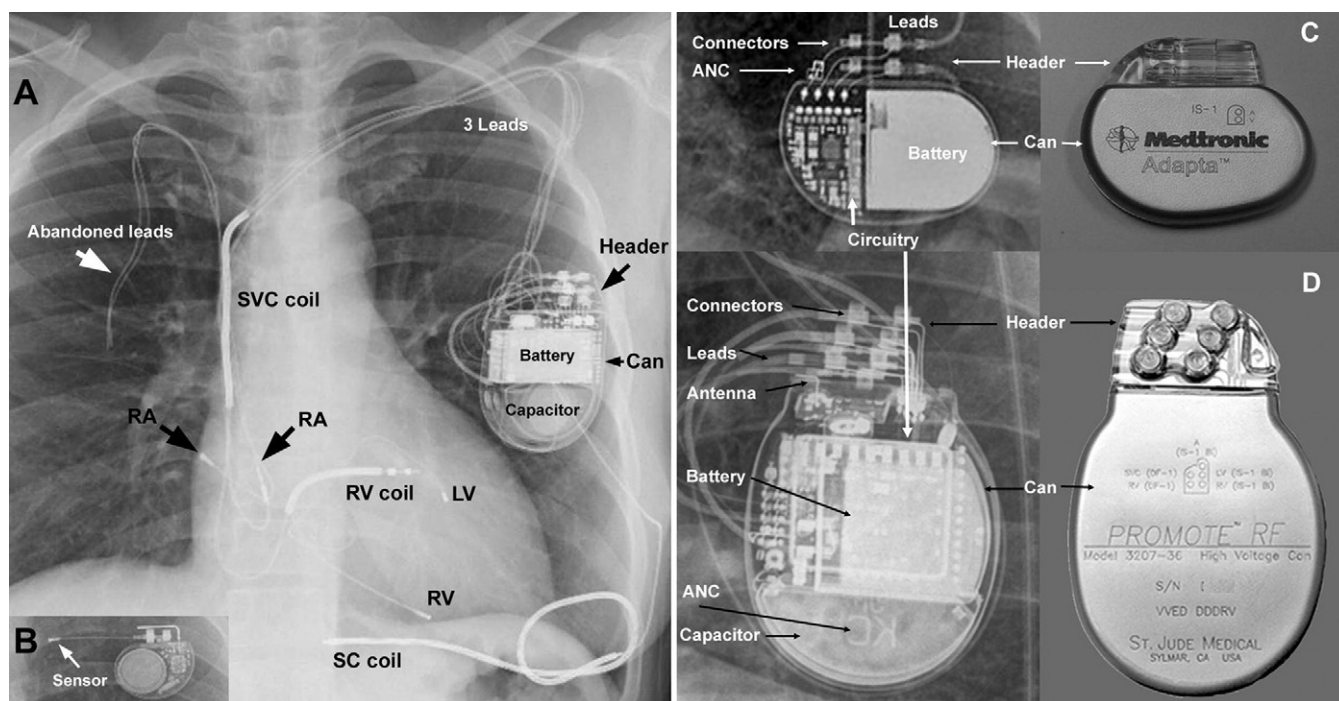 A
3 Leads
Abandoned leads
SVC coil
Header
Battery
Can
Capacitor
RA
RA
RV coil
LV
RV
SC coil
B
Sensor
Leads
Connectors
ANC
Header
C
Battery
Can
Circuitry
IS-1
Medtronic
Adapta™
D
Connectors
Header
Leads
Antenna
Battery
Can
ANC
Capacitor
A
(IS-1 BI)
SVC (DF-1) LV (IS-1 BI)
RV (DF-1) RV (IS-1 BI)
PROMOTE™ RF
Model 3207-36 High Voltage Can
S/N
VVED DDDRV
ST. JUDE MEDICAL
SYLMAR, CA USA